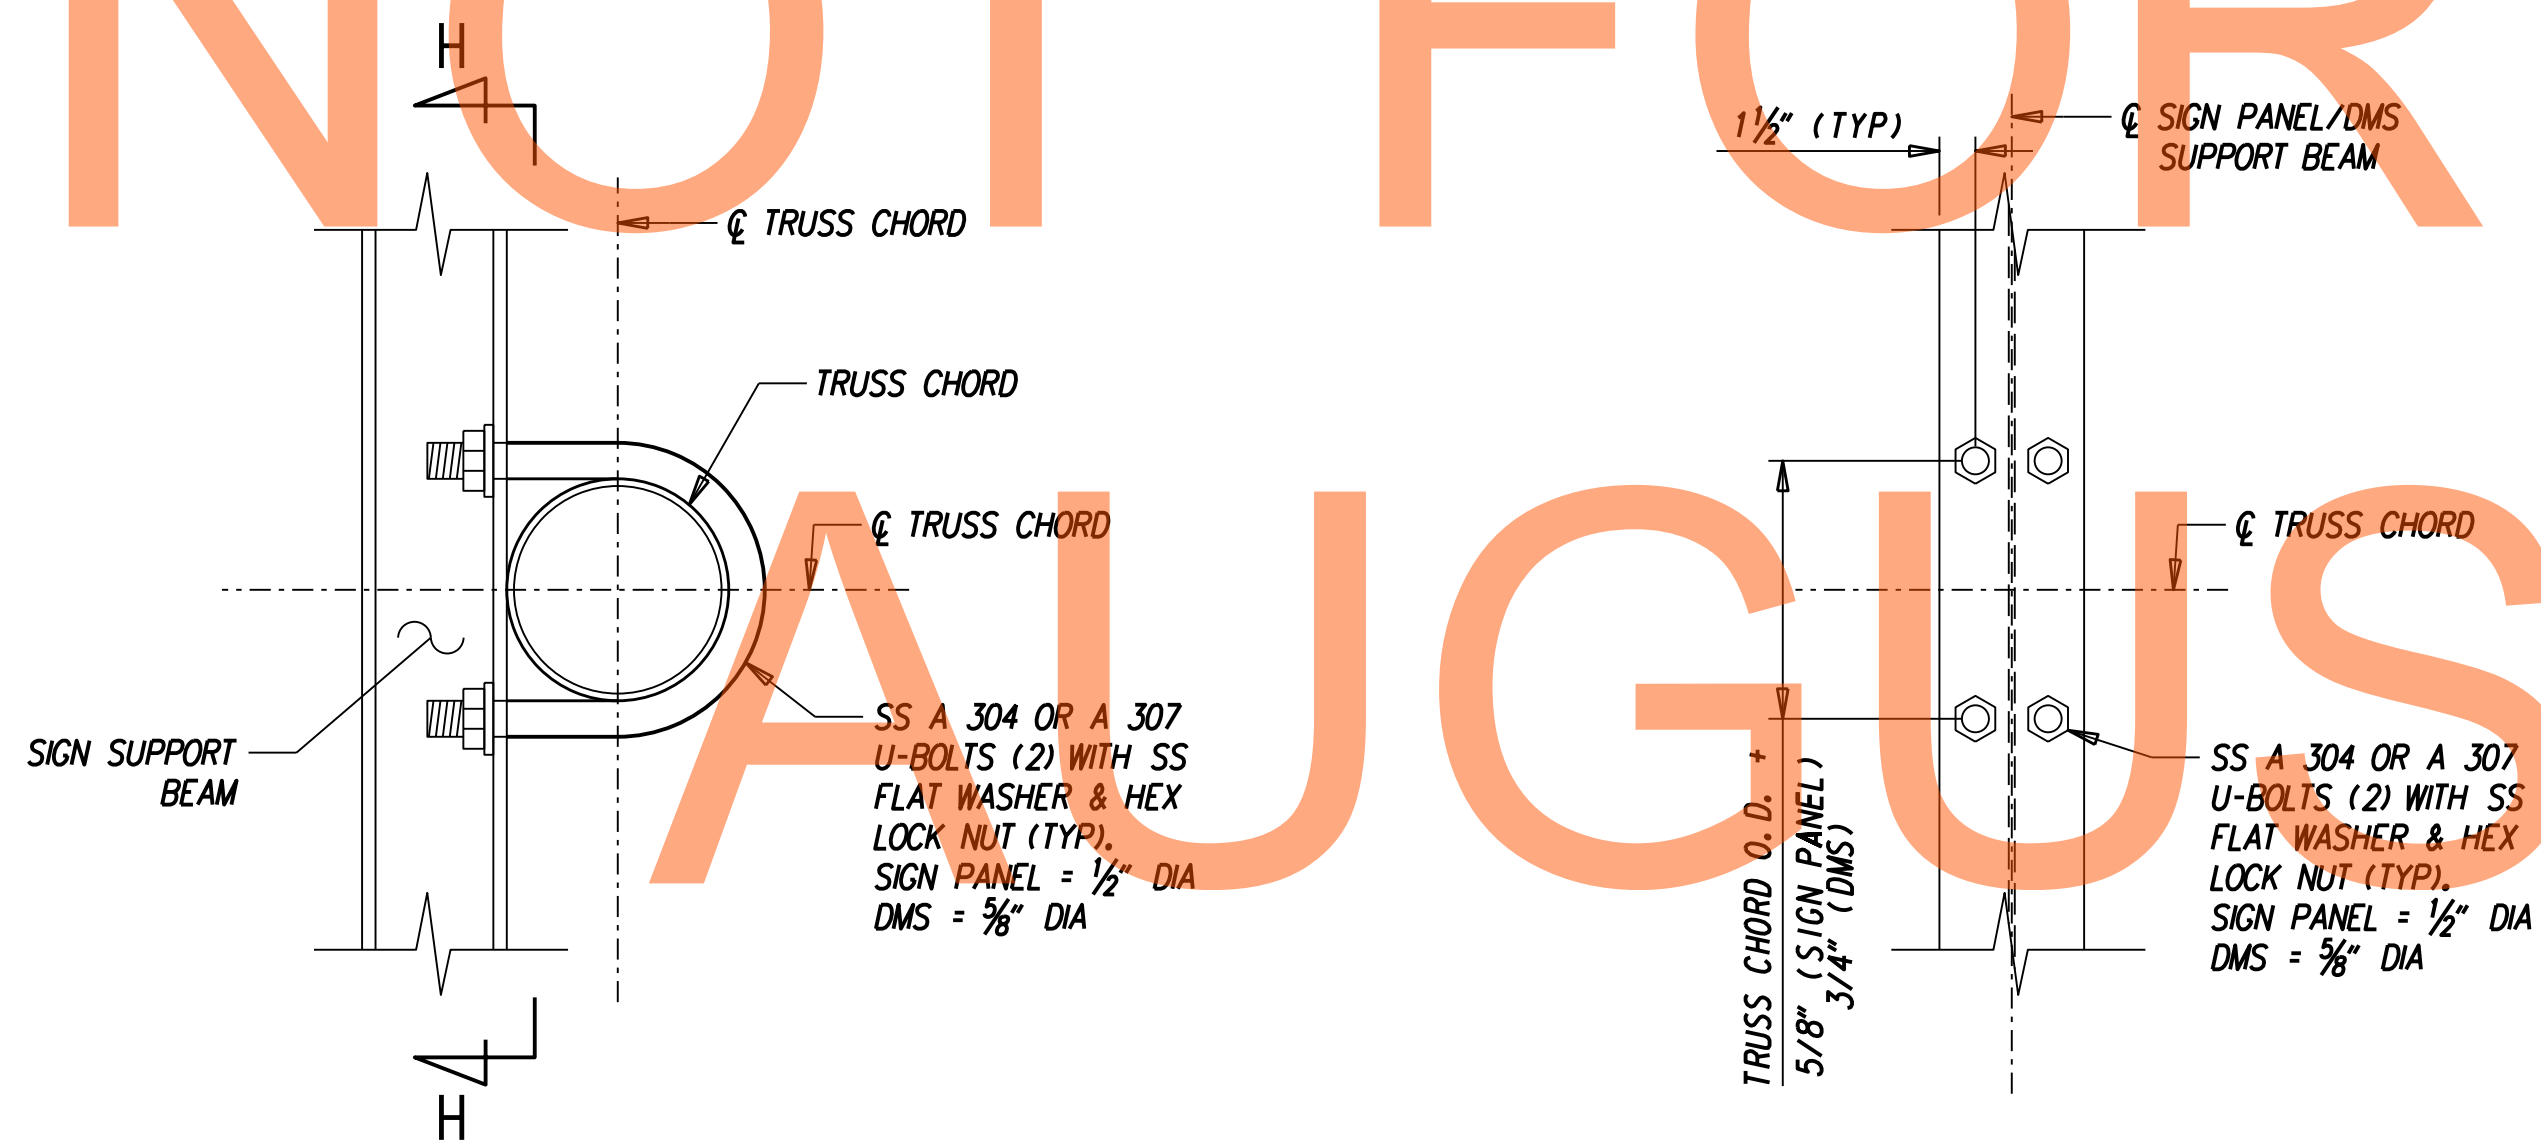 NOT FOR
AUGUS
H
℄ TRUSS CHORD
TRUSS CHORD
℄ TRUSS CHORD
SIGN SUPPORT
BEAM
SS A 304 OR A 307
U-BOLTS (2) WITH SS
FLAT WASHER & HEX
LOCK NUT (TYP).
SIGN PANEL = ½" DIA
DMS = ⅝" DIA
H
1½" (TYP)
℄ SIGN PANEL/DMS
SUPPORT BEAM
℄ TRUSS CHORD
TRUSS CHORD O.D. +
5/8" (SIGN PANEL)
3/4" (DMS)
SS A 304 OR A 307
U-BOLTS (2) WITH SS
FLAT WASHER & HEX
LOCK NUT (TYP).
SIGN PANEL = ½" DIA
DMS = ⅝" DIA